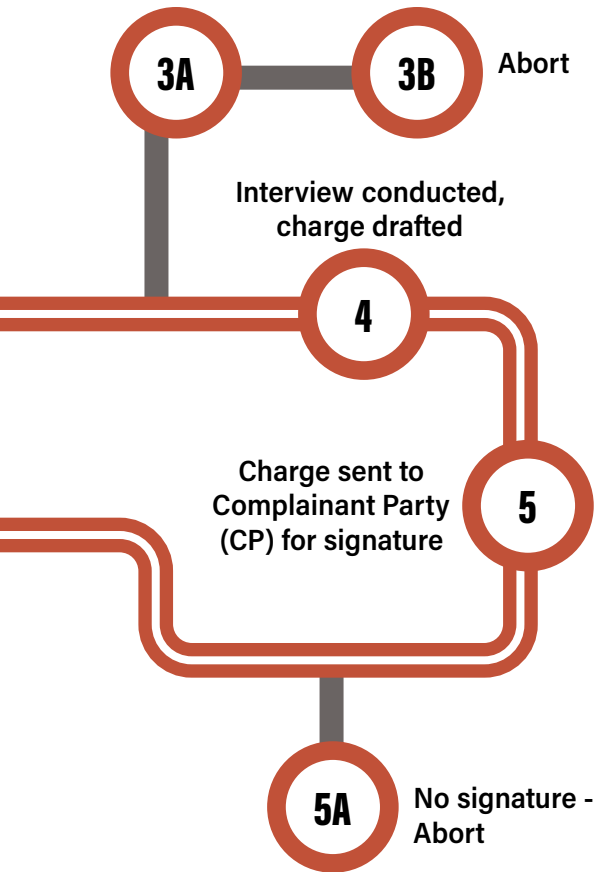 3A
3B
Abort
Interview conducted,
charge drafted
4
Charge sent to
Complainant Party
(CP) for signature
5
5A
No signature -
Abort